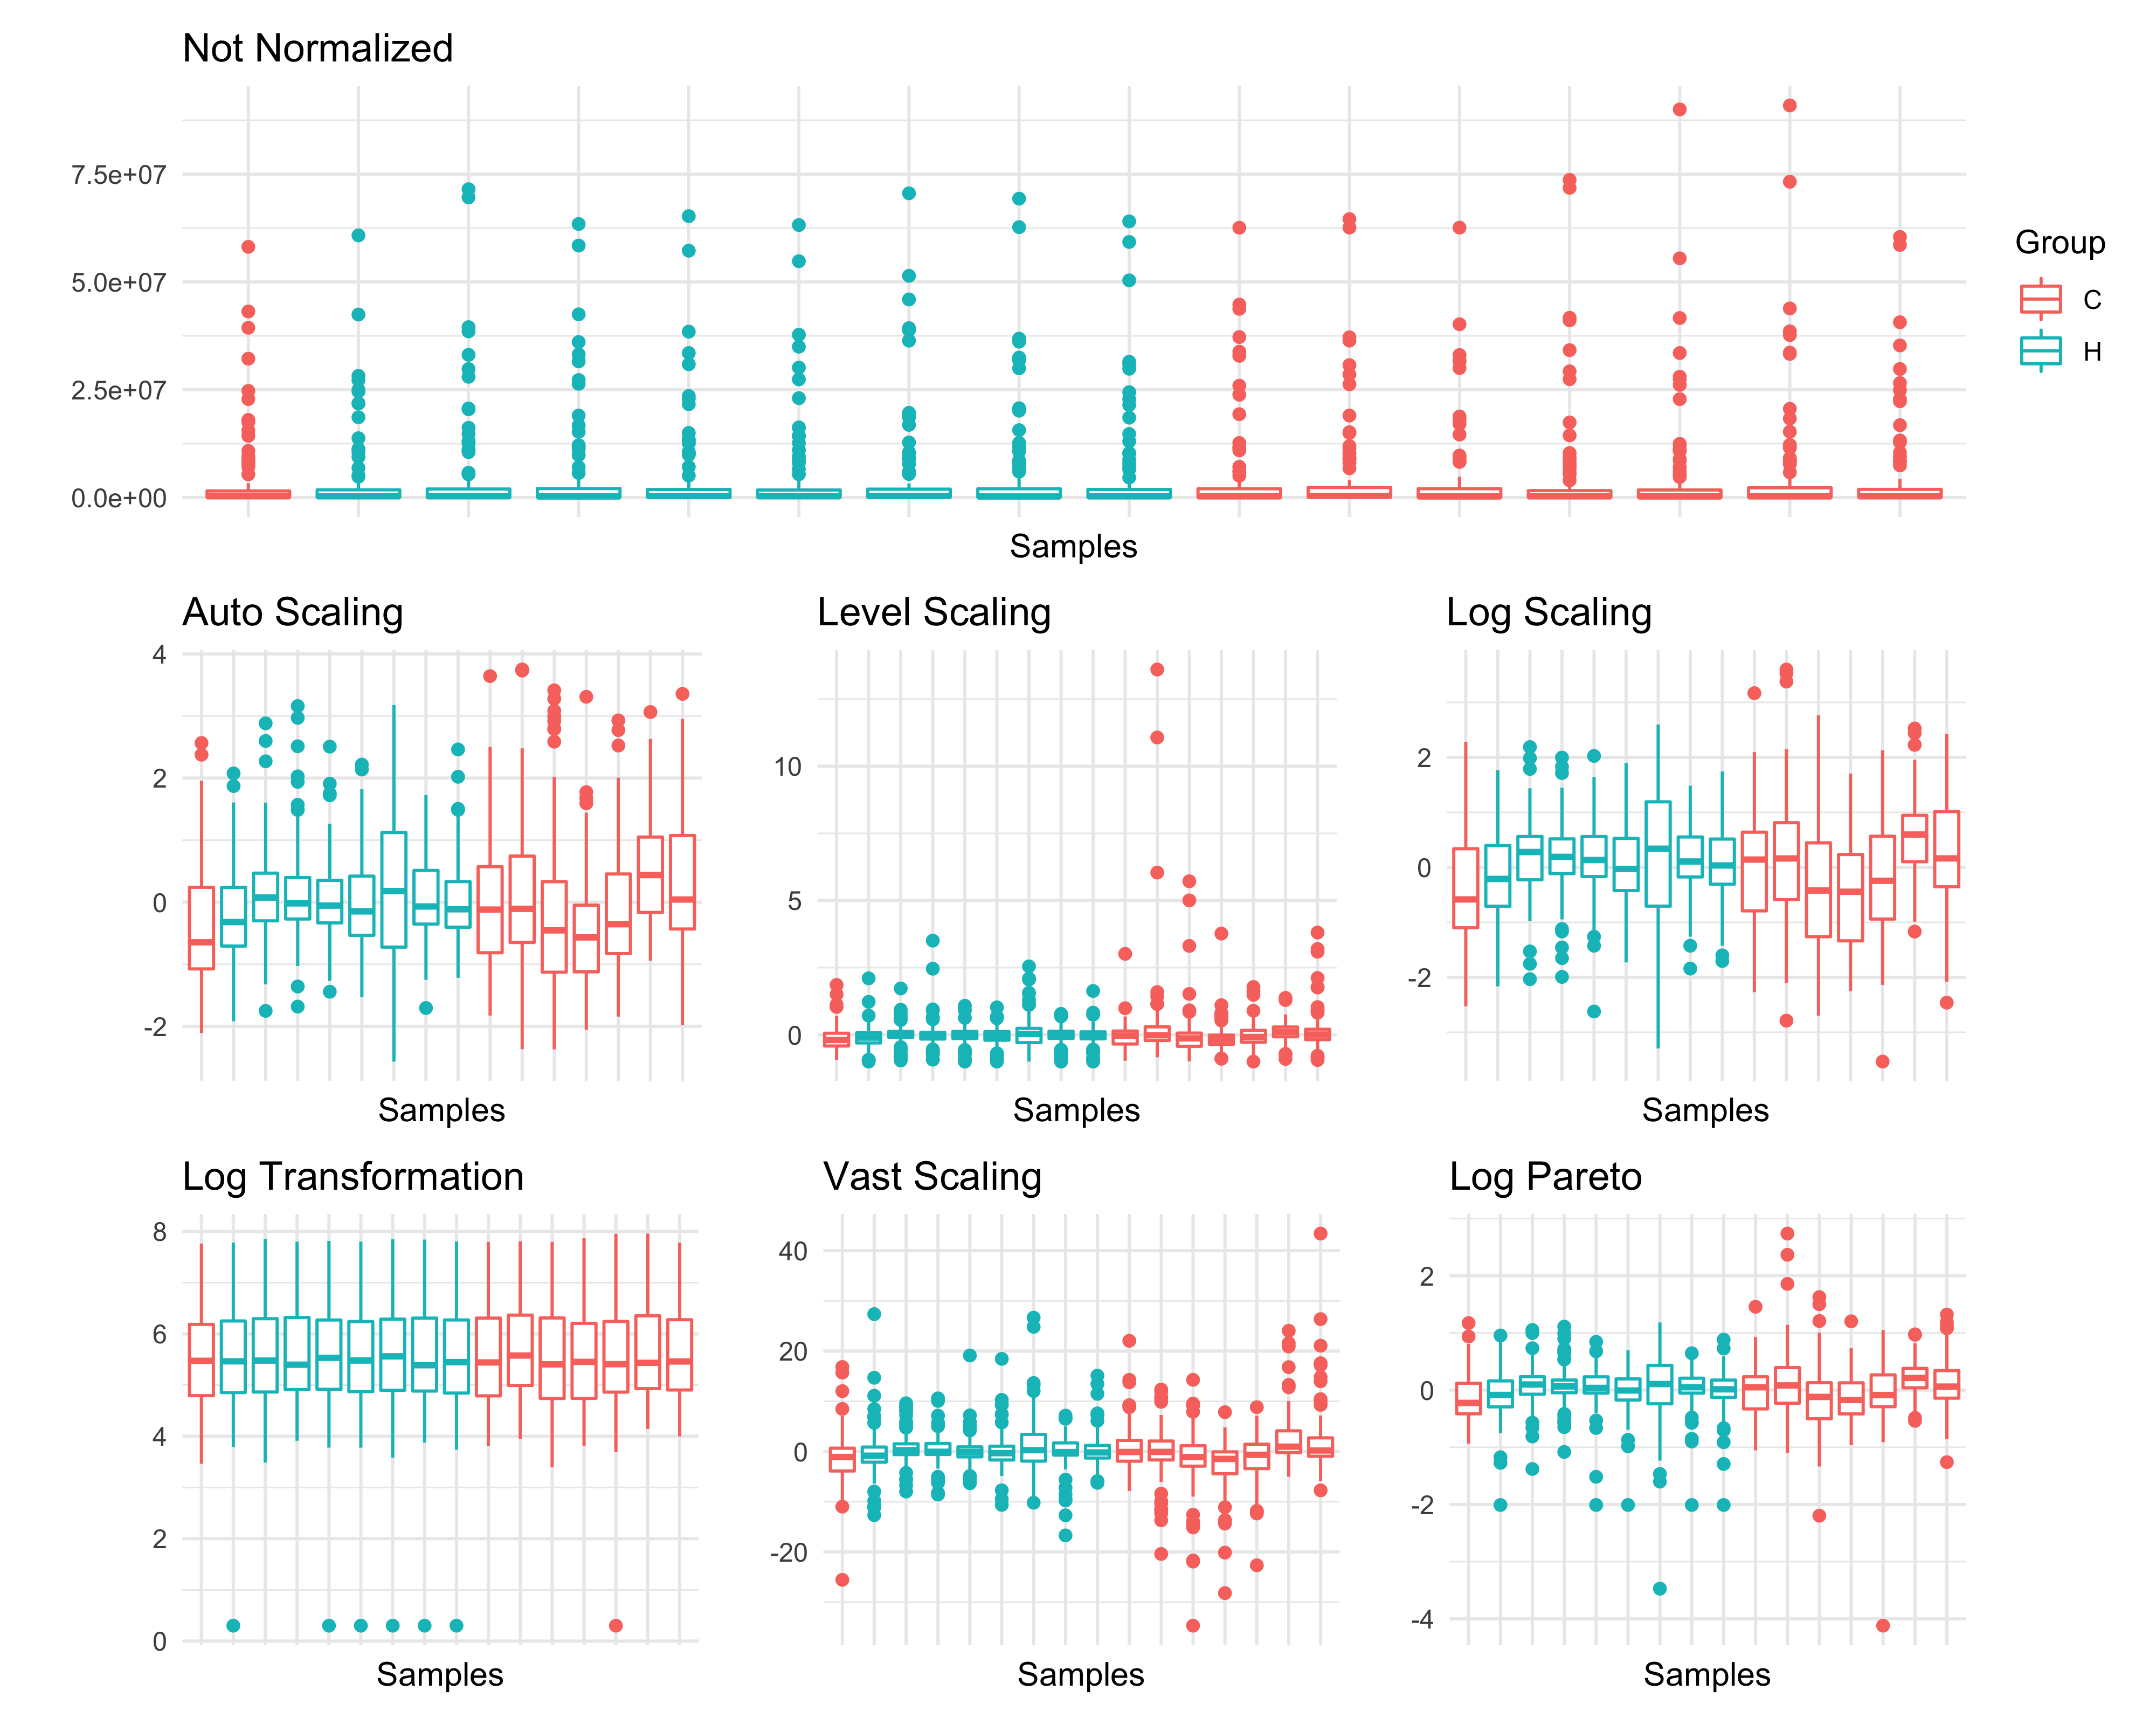 Not Normalized
7.5e+07
5.0e+07
2.5e+07
0.0e+00
Samples
Group
C
H
Auto Scaling
4
2
0
-2
Samples
Level Scaling
10
5
0
Samples
Log Scaling
2
0
-2
Samples
Log Transformation
8
6
4
2
0
Samples
Vast Scaling
40
20
0
-20
Samples
Log Pareto
2
0
-2
-4
Samples